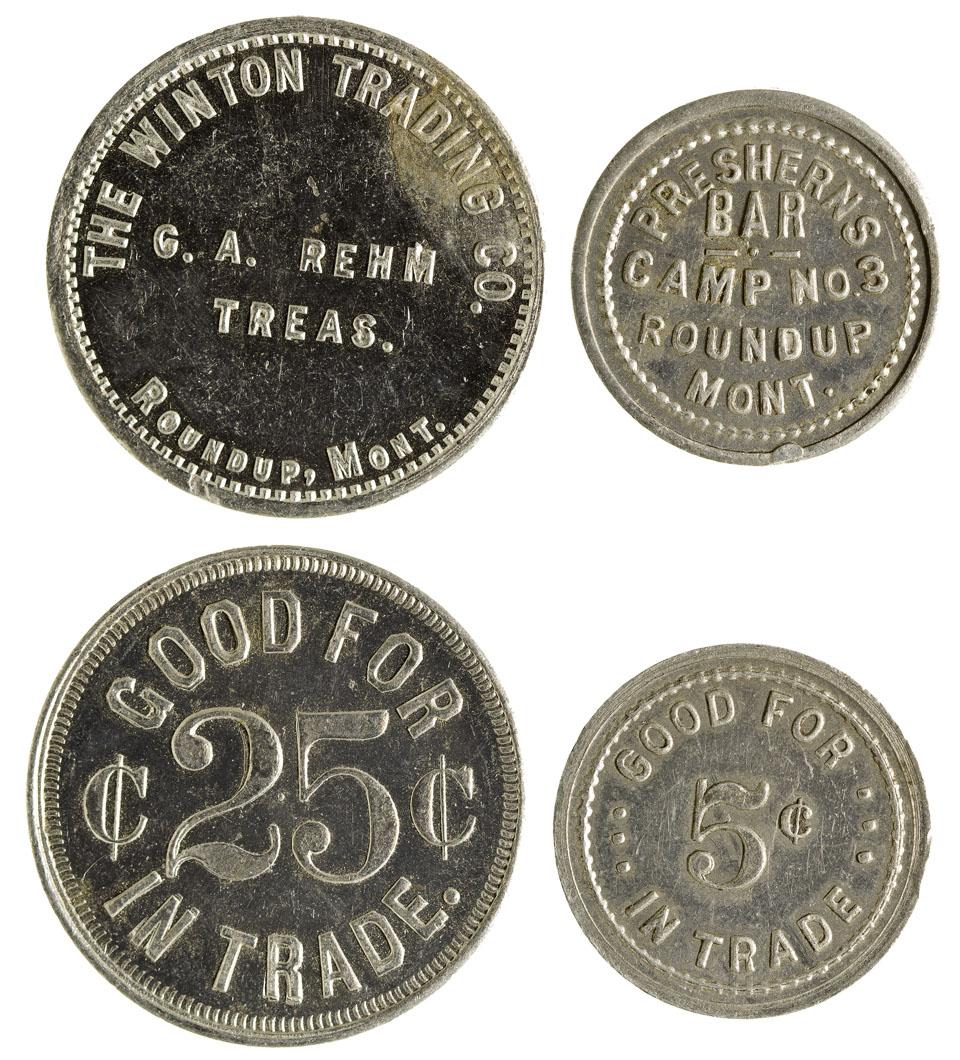 THE WINTON TRADING CO.
G. A. REHM
TREAS.
ROUNDUP, MONT.
PRESHERNS
BAR
CAMP NO.3
ROUNDUP
MONT.
GOOD FOR
¢ 25 ¢
IN TRADE.
GOOD FOR
5 ¢
IN TRADE